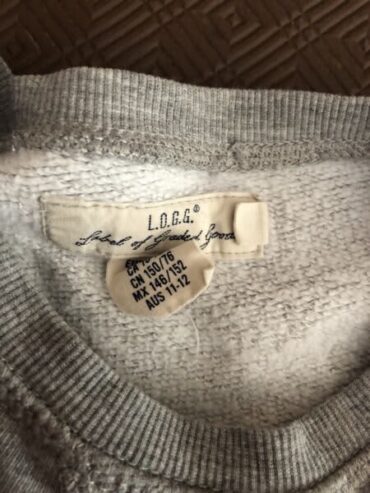 L.O.G.G.®
Label of Graded Goods
CN 150/76
MX 146/152
AUS 11-12